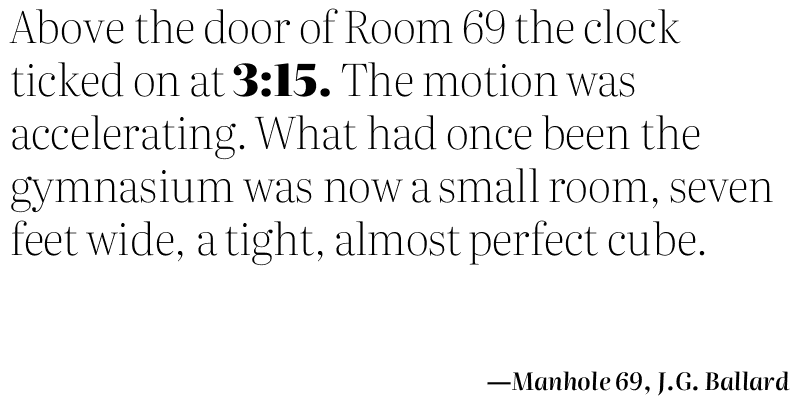 Above the door of Room 69 the clock
ticked on at 3:15. The motion was
accelerating. What had once been the
gymnasium was now a small room, seven
feet wide, a tight, almost perfect cube.
—Manhole 69, J.G. Ballard